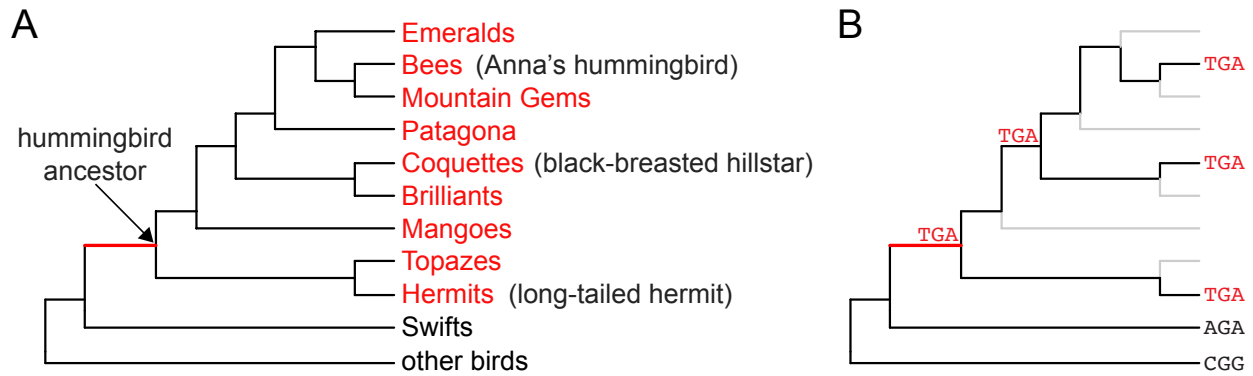 A
Emeralds
Bees (Anna's hummingbird)
Mountain Gems
Patagona
hummingbird
ancestor
Coquettes (black-breasted hillstar)
Brilliants
Mangoes
Topazes
Hermits (long-tailed hermit)
Swifts
other birds
B
TGA
TGA
TGA
TGA
TGA
AGA
CGG